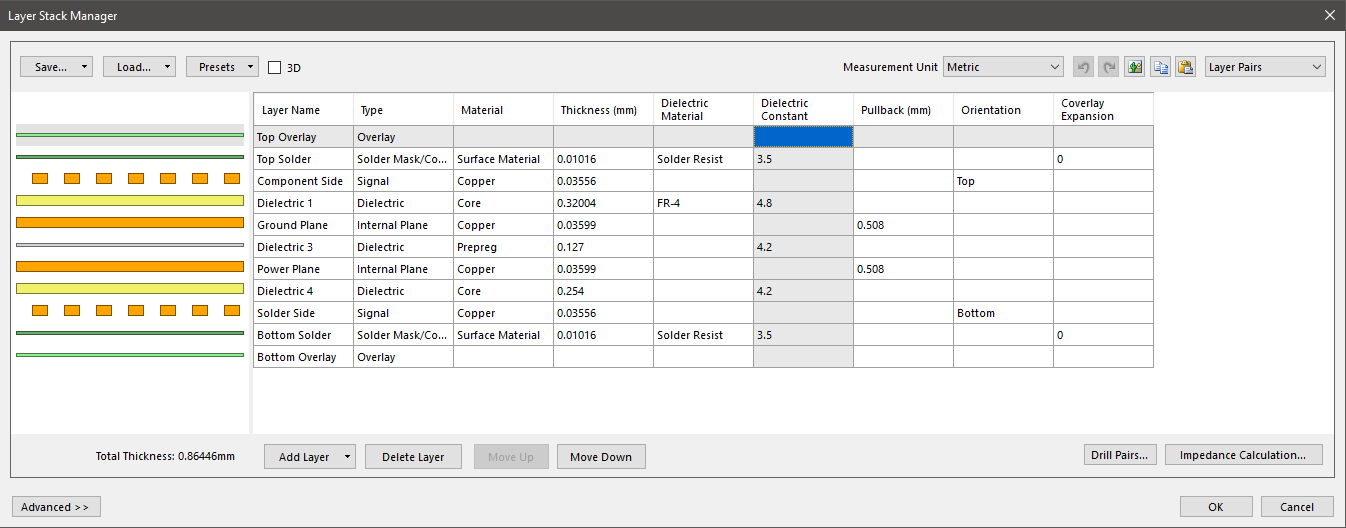 Layer Stack Manager
Save... Load... Presets 3D Measurement Unit Metric Layer Pairs
Layer Name Type Material Thickness (mm) Dielectric Material Dielectric Constant Pullback (mm) Orientation Coverlay Expansion
Top Overlay Overlay
Top Solder Solder Mask/Co... Surface Material 0.01016 Solder Resist 3.5 0
Component Side Signal Copper 0.03556 Top
Dielectric 1 Dielectric Core 0.32004 FR-4 4.8
Ground Plane Internal Plane Copper 0.03599 0.508
Dielectric 3 Dielectric Prepreg 0.127 4.2
Power Plane Internal Plane Copper 0.03599 0.508
Dielectric 4 Dielectric Core 0.254 4.2
Solder Side Signal Copper 0.03556 Bottom
Bottom Solder Solder Mask/Co... Surface Material 0.01016 Solder Resist 3.5 0
Bottom Overlay Overlay
Total Thickness: 0.86446mm Add Layer Delete Layer Move Up Move Down Drill Pairs... Impedance Calculation...
Advanced >> OK Cancel